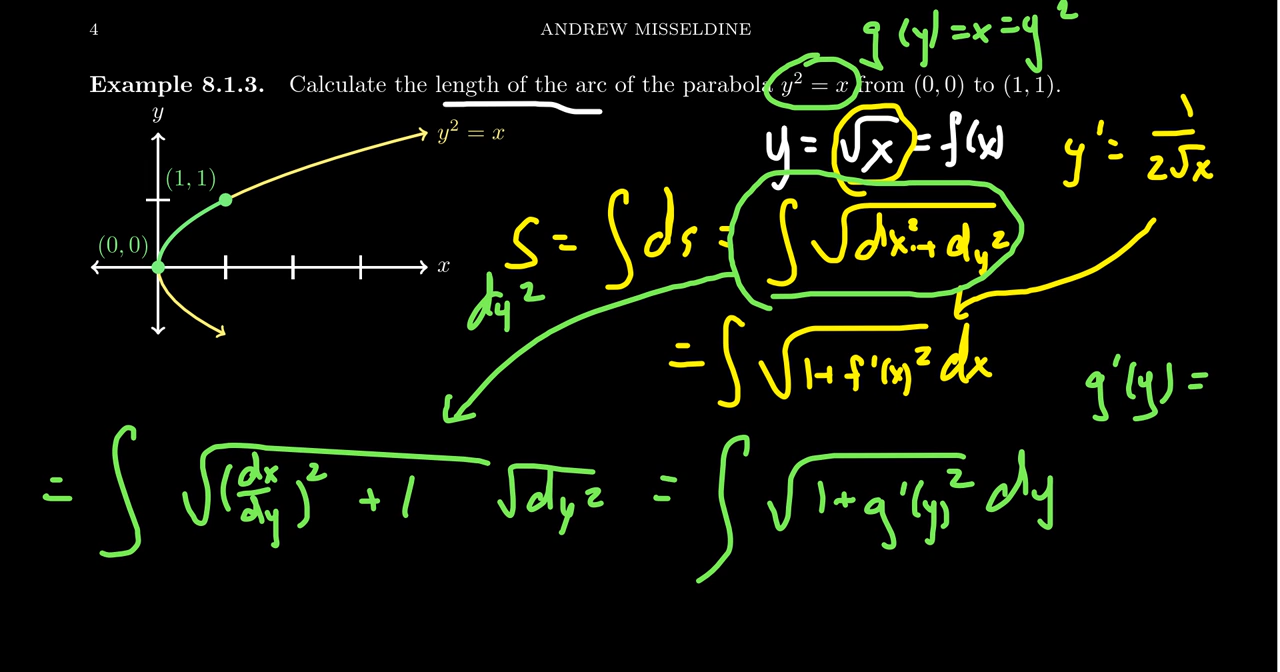 4 ANDREW MISSELDINE
g(y) = x = y²
Example 8.1.3. Calculate the length of the arc of the parabola y² = x from (0, 0) to (1, 1).
y
y² = x
y = √x = f(x)
y' = 1/(2√x)
(1, 1)
(0, 0)
x
s = ∫ ds = ∫ √(dx² + dy²)
dy²
= ∫ √(1 + f'(x)²) dx
g'(y) =
= ∫ √((dx/dy)² + 1) √(dy²) = ∫ √(1 + g'(y)²) dy